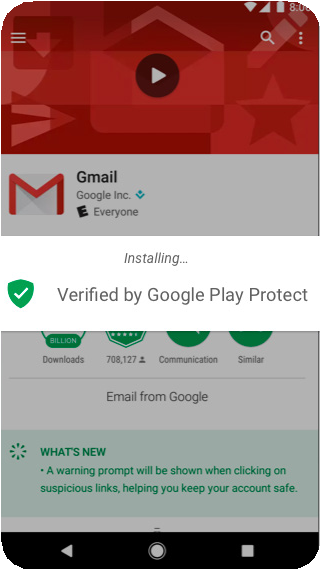 Gmail
Google Inc.
E Everyone
Installing...
Verified by Google Play Protect
BILLION
Downloads
708,127
Communication
Similar
Email from Google
WHAT'S NEW
• A warning prompt will be shown when clicking on
suspicious links, helping you keep your account safe.